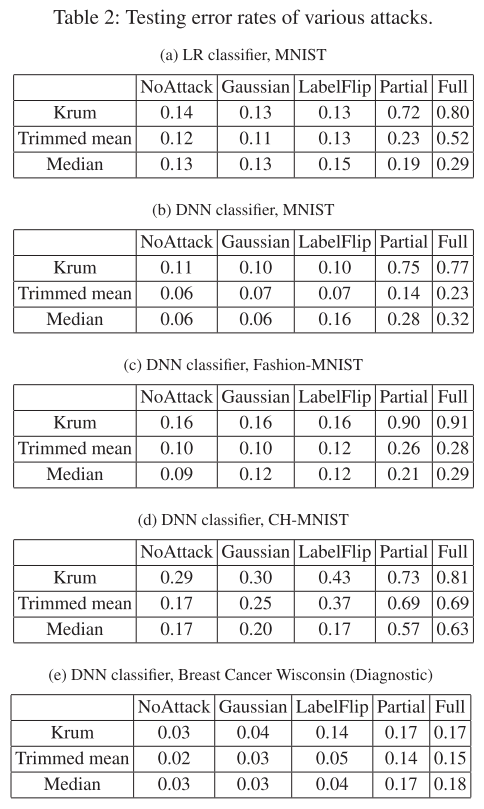 Table 2: Testing error rates of various attacks.
(a) LR classifier, MNIST
NoAttack Gaussian LabelFlip Partial Full
Krum 0.14 0.13 0.13 0.72 0.80
Trimmed mean 0.12 0.11 0.13 0.23 0.52
Median 0.13 0.13 0.15 0.19 0.29
(b) DNN classifier, MNIST
NoAttack Gaussian LabelFlip Partial Full
Krum 0.11 0.10 0.10 0.75 0.77
Trimmed mean 0.06 0.07 0.07 0.14 0.23
Median 0.06 0.06 0.16 0.28 0.32
(c) DNN classifier, Fashion-MNIST
NoAttack Gaussian LabelFlip Partial Full
Krum 0.16 0.16 0.16 0.90 0.91
Trimmed mean 0.10 0.10 0.12 0.26 0.28
Median 0.09 0.12 0.12 0.21 0.29
(d) DNN classifier, CH-MNIST
NoAttack Gaussian LabelFlip Partial Full
Krum 0.29 0.30 0.43 0.73 0.81
Trimmed mean 0.17 0.25 0.37 0.69 0.69
Median 0.17 0.20 0.17 0.57 0.63
(e) DNN classifier, Breast Cancer Wisconsin (Diagnostic)
NoAttack Gaussian LabelFlip Partial Full
Krum 0.03 0.04 0.14 0.17 0.17
Trimmed mean 0.02 0.03 0.05 0.14 0.15
Median 0.03 0.03 0.04 0.17 0.18